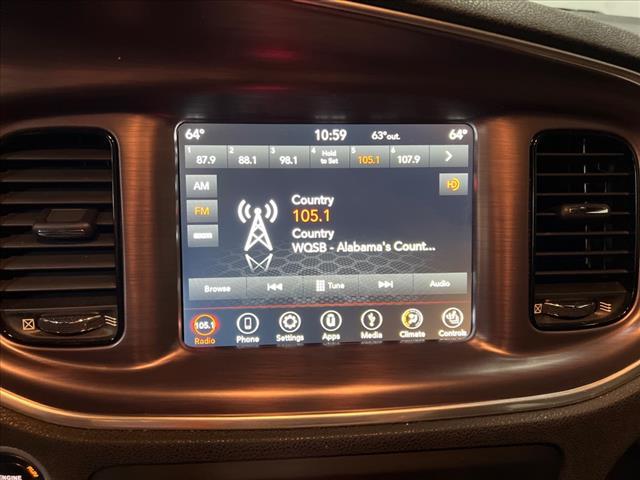 64° 10:59 63°out. 64°
1 87.9 2 88.1 3 98.1 4 Hold to Set 5 105.1 6 107.9
AM
FM
Country
105.1
Country
WQSB - Alabama's Count...
HD
Browse Tune Audio
105.1
Radio Phone Settings Apps Media Climate Controls
ENGINE